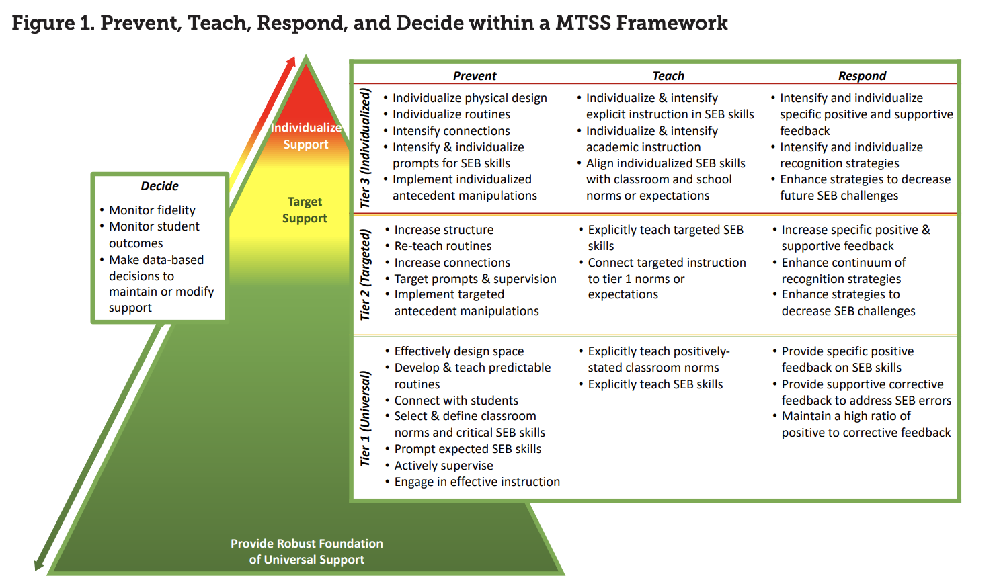 Figure 1. Prevent, Teach, Respond, and Decide within a MTSS Framework
Individualize
Support
Target
Support
Provide Robust Foundation
of Universal Support
Decide
• Monitor fidelity
• Monitor student
outcomes
• Make data-based
decisions to
maintain or modify
support
Prevent
Teach
Respond
Tier 3 (Individualized)
• Individualize physical design
• Individualize routines
• Intensify connections
• Intensify & individualize
prompts for SEB skills
• Implement individualized
antecedent manipulations
• Individualize & intensify
explicit instruction in SEB skills
• Individualize & intensify
academic instruction
• Align individualized SEB skills
with classroom and school
norms or expectations
• Intensify and individualize
specific positive and supportive
feedback
• Intensify and individualize
recognition strategies
• Enhance strategies to decrease
future SEB challenges
Tier 2 (Targeted)
• Increase structure
• Re-teach routines
• Increase connections
• Target prompts & supervision
• Implement targeted
antecedent manipulations
• Explicitly teach targeted SEB
skills
• Connect targeted instruction
to tier 1 norms or
expectations
• Increase specific positive &
supportive feedback
• Enhance continuum of
recognition strategies
• Enhance strategies to
decrease SEB challenges
Tier 1 (Universal)
• Effectively design space
• Develop & teach predictable
routines
• Connect with students
• Select & define classroom
norms and critical SEB skills
• Prompt expected SEB skills
• Actively supervise
• Engage in effective instruction
• Explicitly teach positively-
stated classroom norms
• Explicitly teach SEB skills
• Provide specific positive
feedback on SEB skills
• Provide supportive corrective
feedback to address SEB errors
• Maintain a high ratio of
positive to corrective feedback